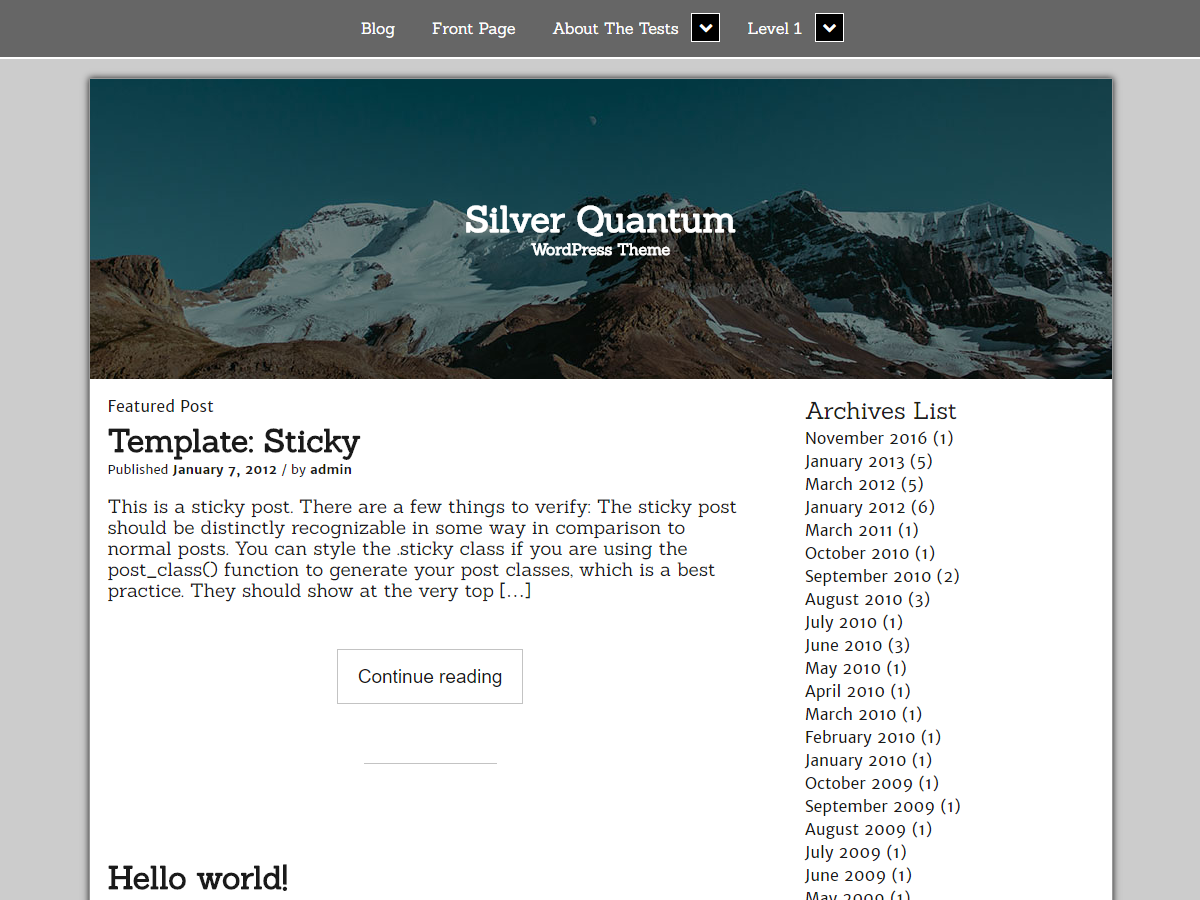 Blog Front Page About The Tests Level 1
Silver Quantum
WordPress Theme
Featured Post
Template: Sticky
Published January 7, 2012 / by admin
This is a sticky post. There are a few things to verify: The sticky post
should be distinctly recognizable in some way in comparison to
normal posts. You can style the .sticky class if you are using the
post_class() function to generate your post classes, which is a best
practice. They should show at the very top […]
Continue reading
Hello world!
Archives List
November 2016 (1)
January 2013 (5)
March 2012 (5)
January 2012 (6)
March 2011 (1)
October 2010 (1)
September 2010 (2)
August 2010 (3)
July 2010 (1)
June 2010 (3)
May 2010 (1)
April 2010 (1)
March 2010 (1)
February 2010 (1)
January 2010 (1)
October 2009 (1)
September 2009 (1)
August 2009 (1)
July 2009 (1)
June 2009 (1)
May 2009 (1)